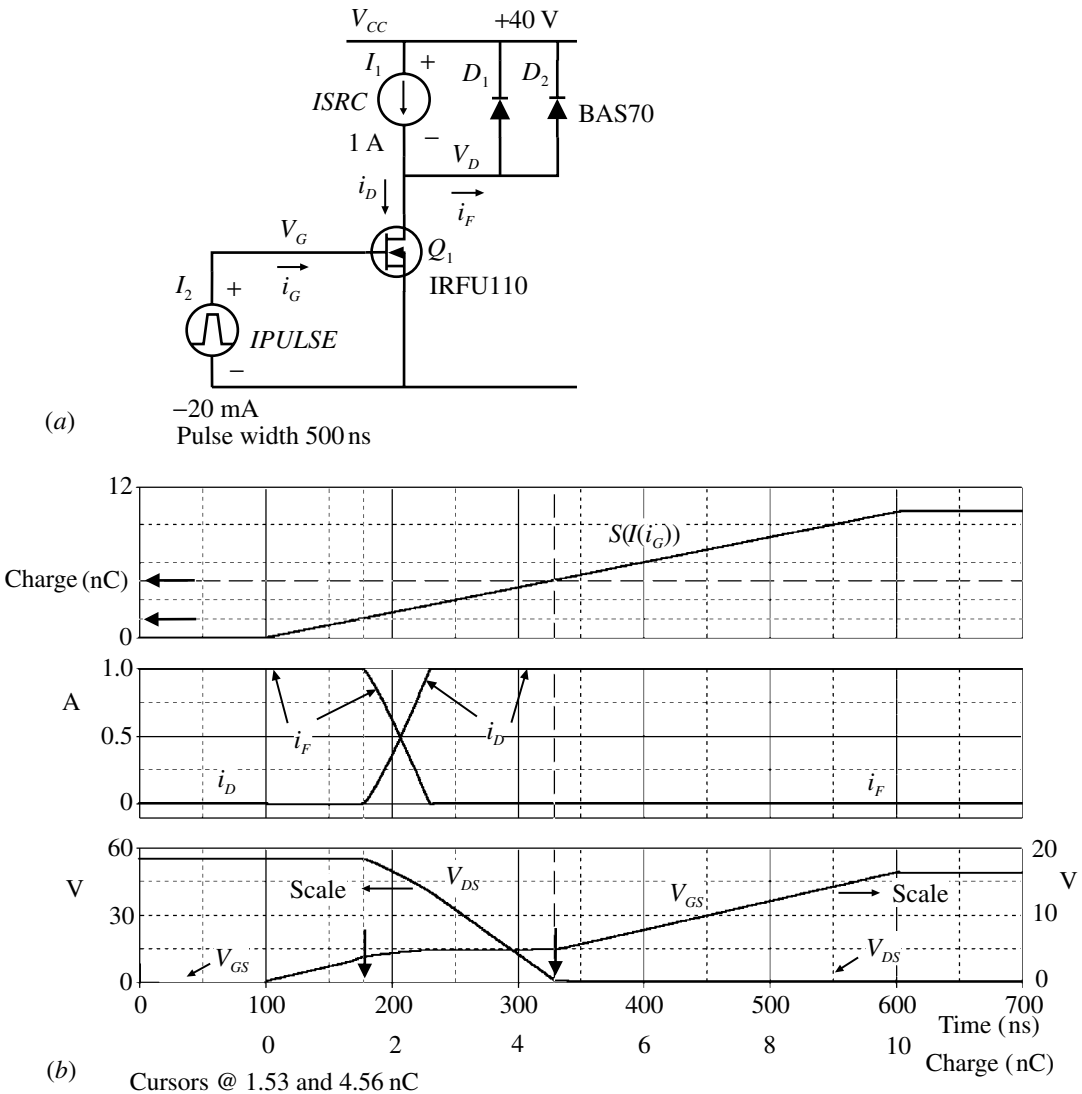 V_CC +40 V
I_1 + D_1 D_2
ISRC BAS70
1 A − V_D
i_D
i_F
V_G
Q_1
i_G IRFU110
I_2 +
IPULSE
−
−20 mA
(a)
Pulse width 500 ns
12
S(I(i_G))
Charge (nC)
0
1.0
A
i_F i_D
0.5
i_D i_F
0
60 20
V V_DS V
Scale V_GS Scale
30 10
V_GS V_DS
0 0
0 100 200 300 400 500 600 700
Time (ns)
0 2 4 6 8 10
Charge (nC)
(b)
Cursors @ 1.53 and 4.56 nC